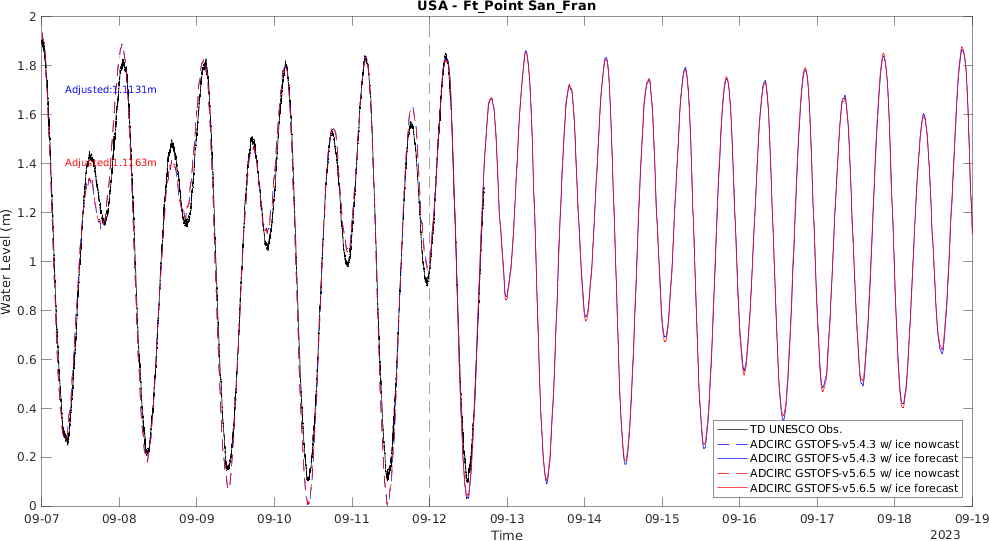 USA - Ft_Point San_Fran
2
1.8
1.6
1.4
1.2
1
0.8
0.6
0.4
0.2
0
Water Level (m)
Adjusted:1.1131m
Adjusted:1.1163m
TD UNESCO Obs.
ADCIRC GSTOFS-v5.4.3 w/ ice nowcast
ADCIRC GSTOFS-v5.4.3 w/ ice forecast
ADCIRC GSTOFS-v5.6.5 w/ ice nowcast
ADCIRC GSTOFS-v5.6.5 w/ ice forecast
09-07 09-08 09-09 09-10 09-11 09-12 09-13 09-14 09-15 09-16 09-17 09-18 09-19
Time
2023